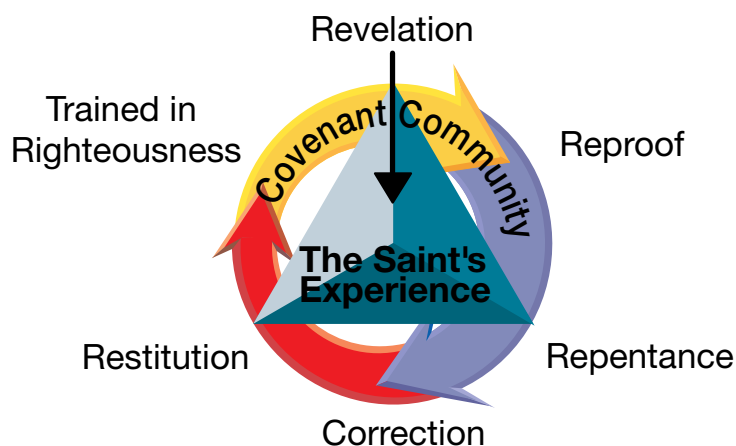 Revelation
Trained in
Righteousness
Covenant Community
Reproof
The Saint's
Experience
Restitution
Repentance
Correction